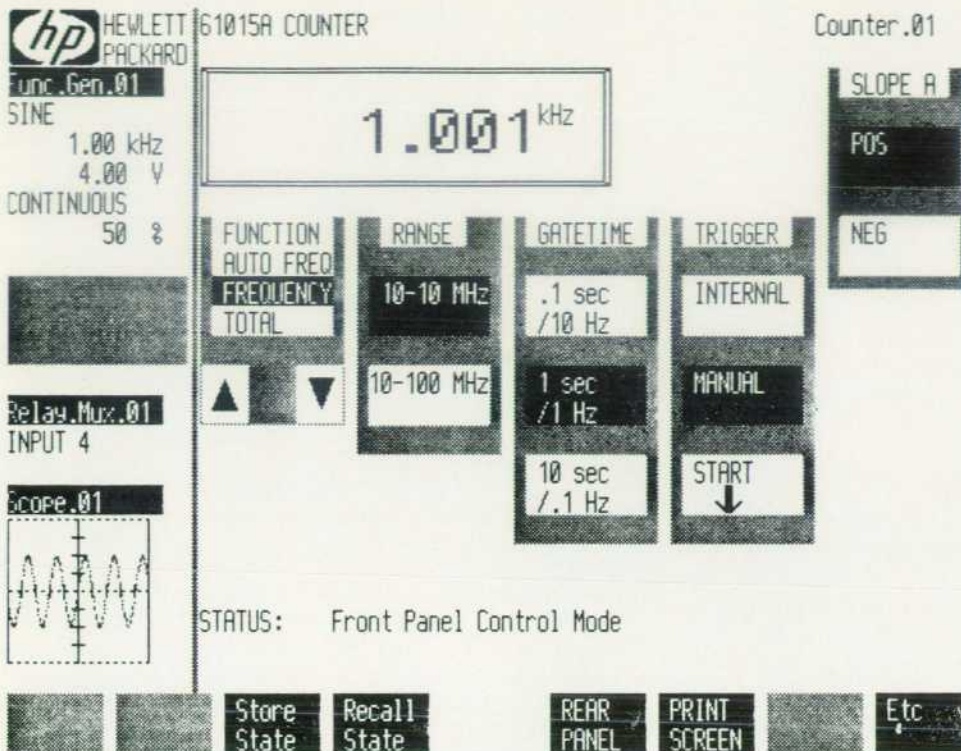 hp HEWLETT
PACKARD
61015A COUNTER
Counter.01
Func.Gen.01
SINE
1.00 kHz
4.00 V
CONTINUOUS
50 %
Relay.Mux.01
INPUT 4
Scope.01
1.001 kHz
FUNCTION
AUTO FREQ
FREQUENCY
TOTAL
RANGE
10-10 MHz
10-100 MHz
GATETIME
.1 sec
/10 Hz
1 sec
/1 Hz
10 sec
/.1 Hz
TRIGGER
INTERNAL
MANUAL
START
SLOPE A
POS
NEG
STATUS: Front Panel Control Mode
Store
State
Recall
State
REAR
PANEL
PRINT
SCREEN
Etc